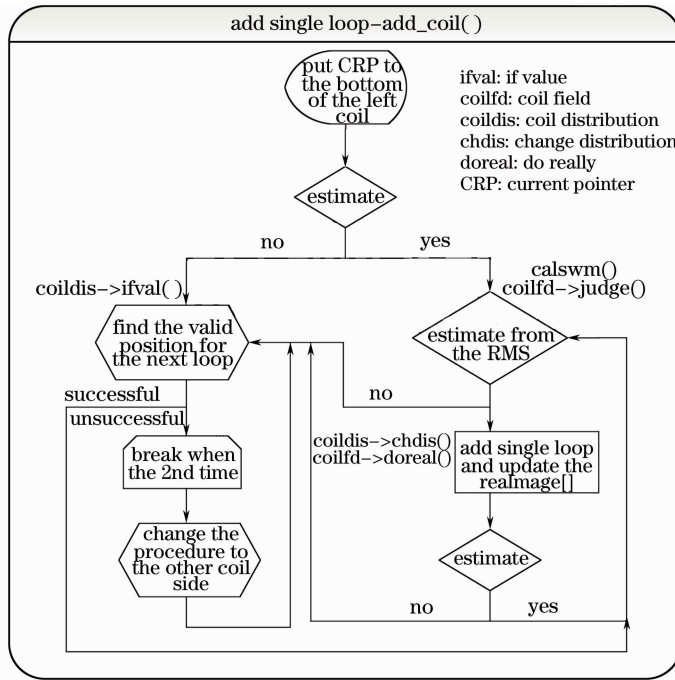 add single loop-add_coil( )
put CRP to
the bottom
of the left
coil
ifval: if value
coilfd: coil field
coildis: coil distribution
chdis: change distribution
doreal: do really
CRP: current pointer
estimate
no
yes
coildis->ifval( )
calswm()
coilfd->judge()
find the valid
position for
the next loop
estimate from
the RMS
successful
unsuccessful
no
coildis->chdis()
coilfd->doreal()
add single loop
and update the
reaImage[]
break when
the 2nd time
change the
procedure to
the other coil
side
estimate
no
yes